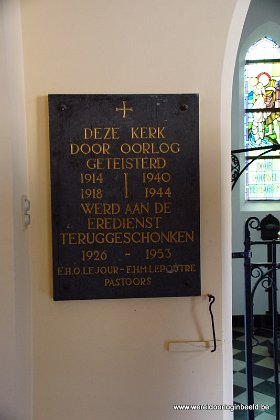 DEZE KERK
DOOR OORLOG
GETEISTERD
1914 1940
1918 1944
WERD AAN DE
EREDIENST
TERUGGESCHONKEN
1926 - 1953
E.H.O. LEJOUR - E.H.M. LEPOUTRE
PASTOORS
www.wereldoorloginbeeld.be